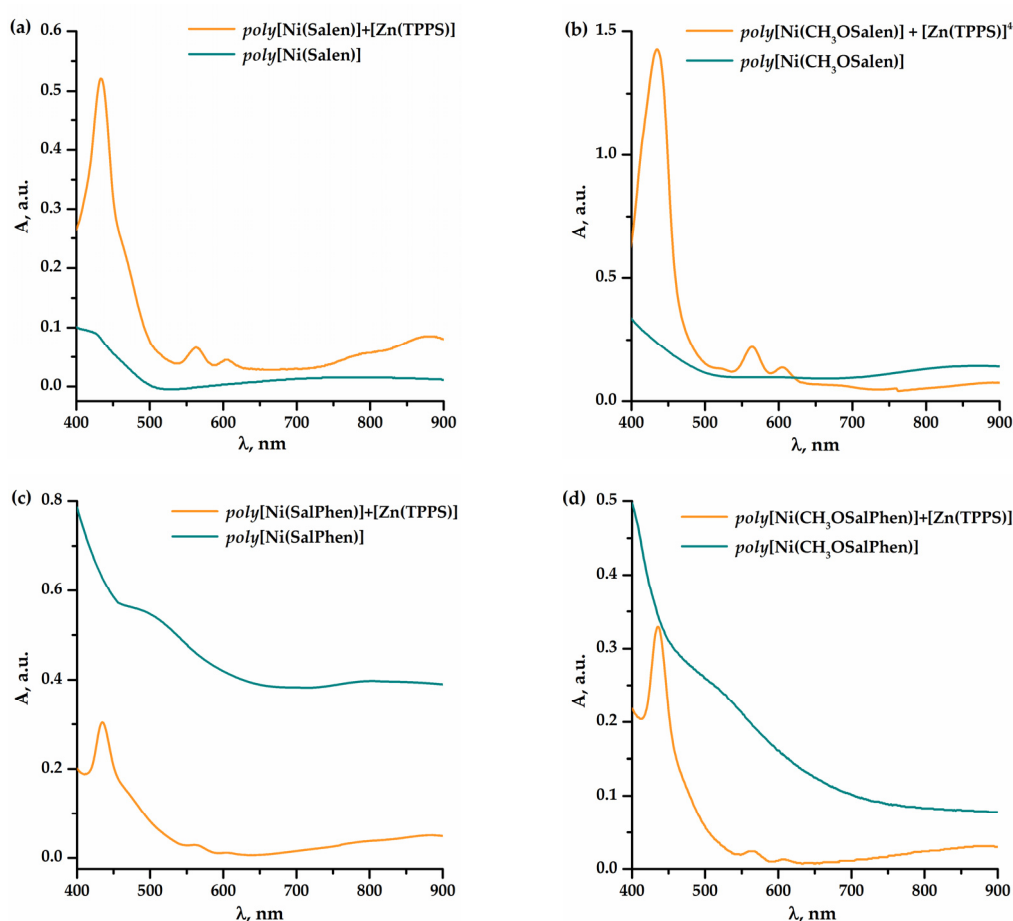 (a)
poly[Ni(Salen)]+[Zn(TPPS)]
poly[Ni(Salen)]
A, a.u.
0.6
0.5
0.4
0.3
0.2
0.1
0.0
400 500 600 700 800 900
λ, nm
(b)
poly[Ni(CH₃OSalen)] + [Zn(TPPS)]⁴
poly[Ni(CH₃OSalen)]
A, a.u.
1.5
1.0
0.5
0.0
400 500 600 700 800 900
λ, nm
(c)
poly[Ni(SalPhen)]+[Zn(TPPS)]
poly[Ni(SalPhen)]
A, a.u.
0.8
0.6
0.4
0.2
0.0
400 500 600 700 800 900
λ, nm
(d)
poly[Ni(CH₃OSalPhen)]+[Zn(TPPS)]
poly[Ni(CH₃OSalPhen)]
A, a.u.
0.5
0.4
0.3
0.2
0.1
0.0
400 500 600 700 800 900
λ, nm